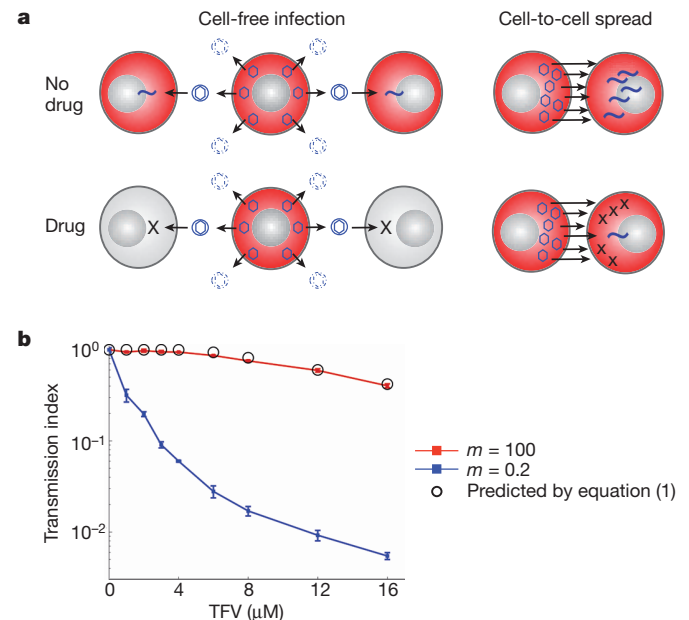 a
Cell-free infection
Cell-to-cell spread
No
drug
Drug
X
X
X
X
X
X
X
b
Transmission index
10⁰
10⁻¹
10⁻²
0
4
8
12
16
TFV (μM)
m = 100
m = 0.2
Predicted by equation (1)